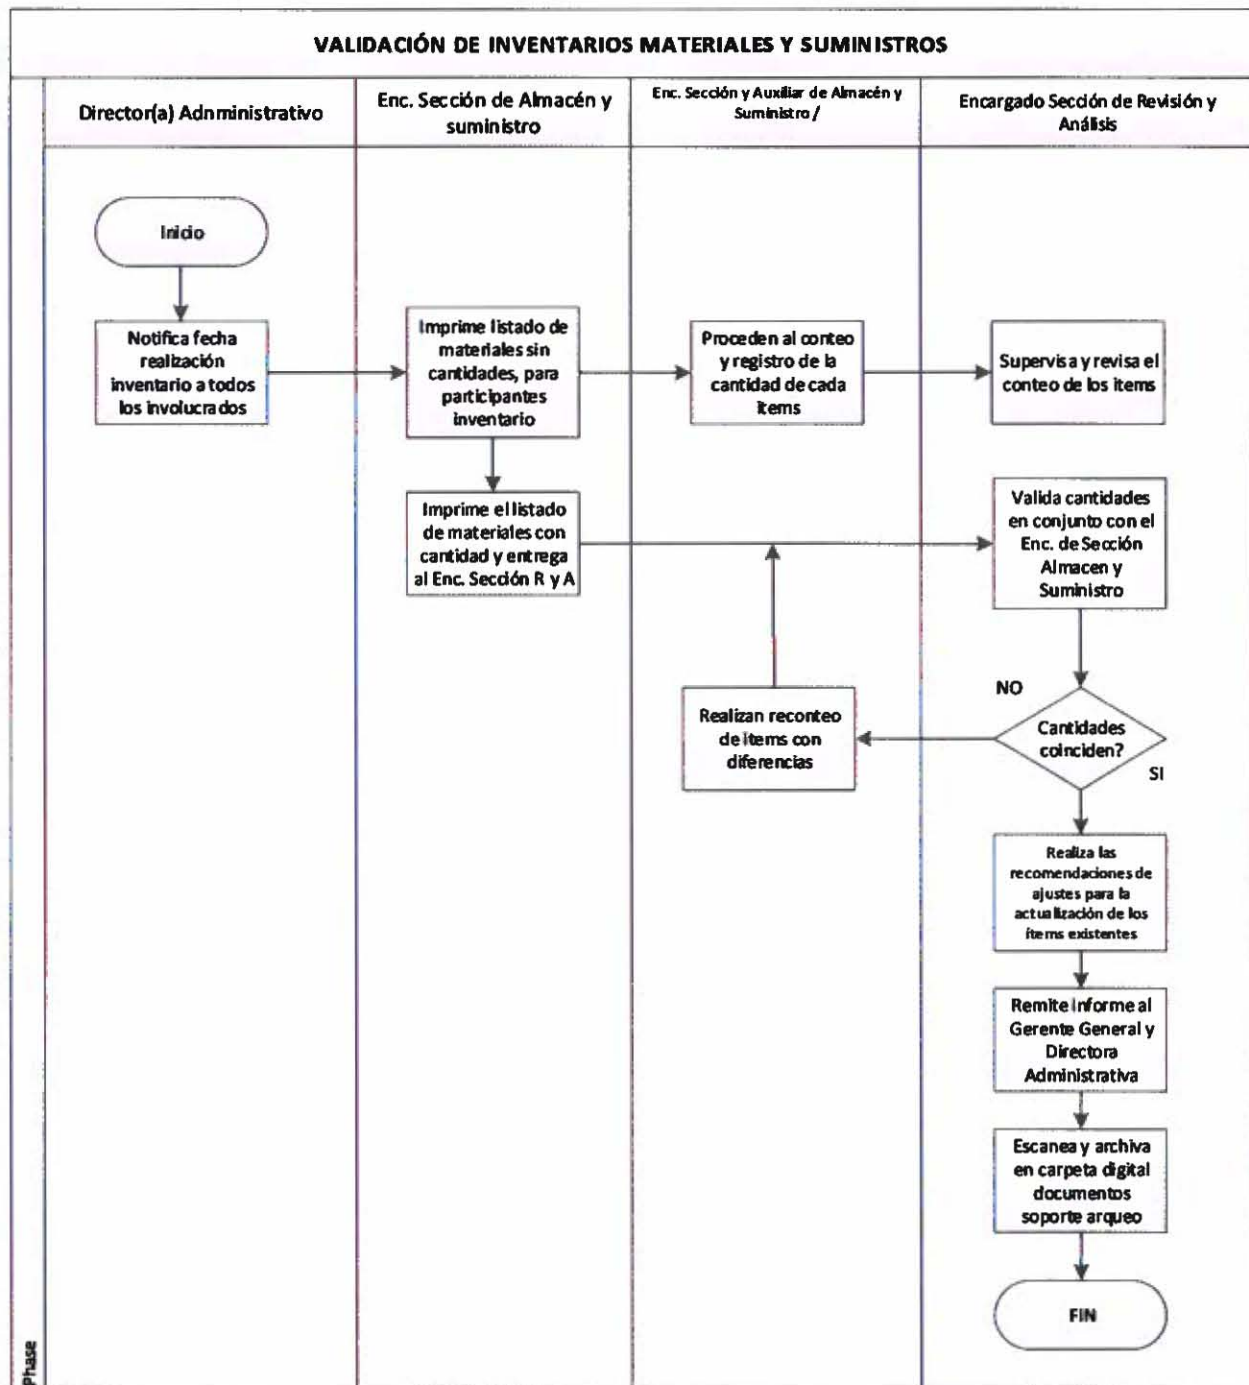 VALIDACIÓN DE INVENTARIOS MATERIALES Y SUMINISTROS
Director(a) Adnministrativo
Enc. Sección de Almacén y
suministro
Enc. Sección y Auxiliar de Almacén y
Suministro /
Encargado Sección de Revisión y
Análisis
Inicio
Notifica fecha
realización
inventario a todos
los involucrados
Imprime listado de
materiales sin
cantidades, para
participantes
inventario
Proceden al conteo
y registro de la
cantidad de cada
items
Supervisa y revisa el
conteo de los items
Imprime el listado
de materiales con
cantidad y entrega
al Enc. Sección R y A
Valida cantidades
en conjunto con el
Enc. de Sección
Almacen y
Suministro
NO
Cantidades
coinciden?
SI
Realizan reconteo
de items con
diferencias
Realiza las
recomendaciones de
ajustes para la
actualización de los
ítems existentes
Remite informe al
Gerente General y
Directora
Administrativa
Escanea y archiva
en carpeta digital
documentos
soporte arqueo
FIN
Phase